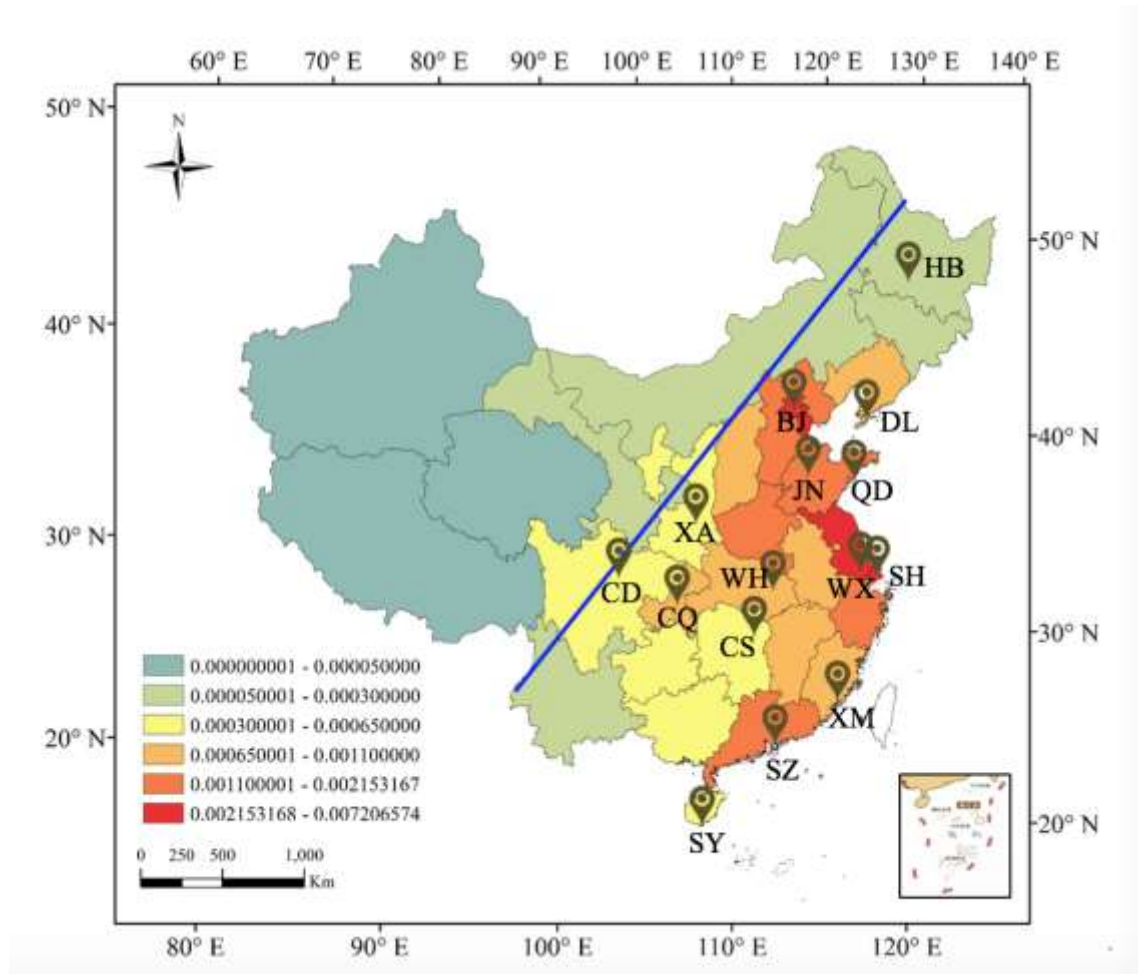 60° E 70° E 80° E 90° E 100° E 110° E 120° E 130° E 140° E
50° N
N
50° N
HB
40° N
BJ DL
40° N
JN QD
30° N
XA
CD WH WX SH
CQ
CS
30° N
0.000000001 - 0.000050000
0.000050001 - 0.000300000
0.000300001 - 0.000650000
0.000650001 - 0.001100000
0.001100001 - 0.002153167
0.002153168 - 0.007206574
XM
20° N
SZ
20° N
SY
0 250 500 1,000
Km
80° E 90° E 100° E 110° E 120° E